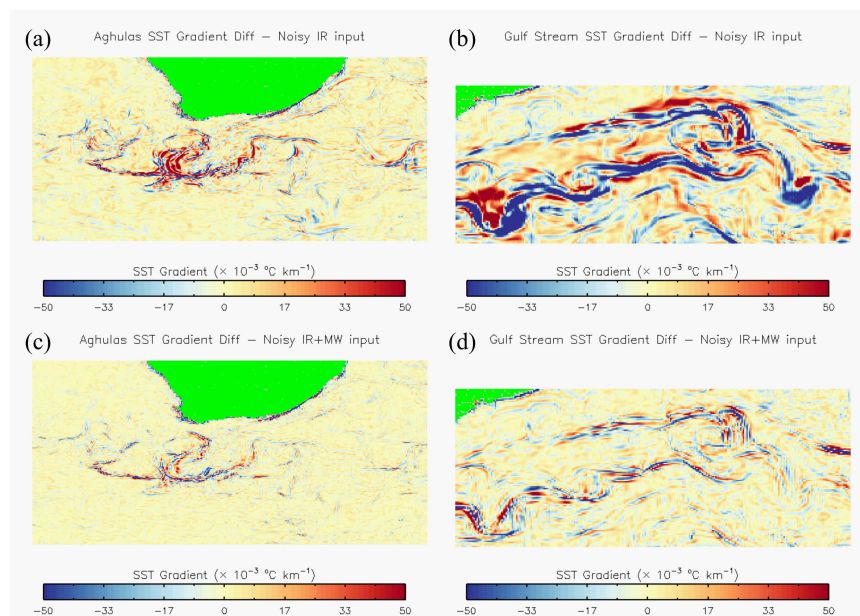 (a) Aghulas SST Gradient Diff – Noisy IR input
(b) Gulf Stream SST Gradient Diff – Noisy IR input
SST Gradient (× 10⁻³ °C km⁻¹)
-50 -33 -17 0 17 33 50
SST Gradient (× 10⁻³ °C km⁻¹)
-50 -33 -17 0 17 33 50
(c) Aghulas SST Gradient Diff – Noisy IR+MW input
(d) Gulf Stream SST Gradient Diff – Noisy IR+MW input
SST Gradient (× 10⁻³ °C km⁻¹)
-50 -33 -17 0 17 33 50
SST Gradient (× 10⁻³ °C km⁻¹)
-50 -33 -17 0 17 33 50